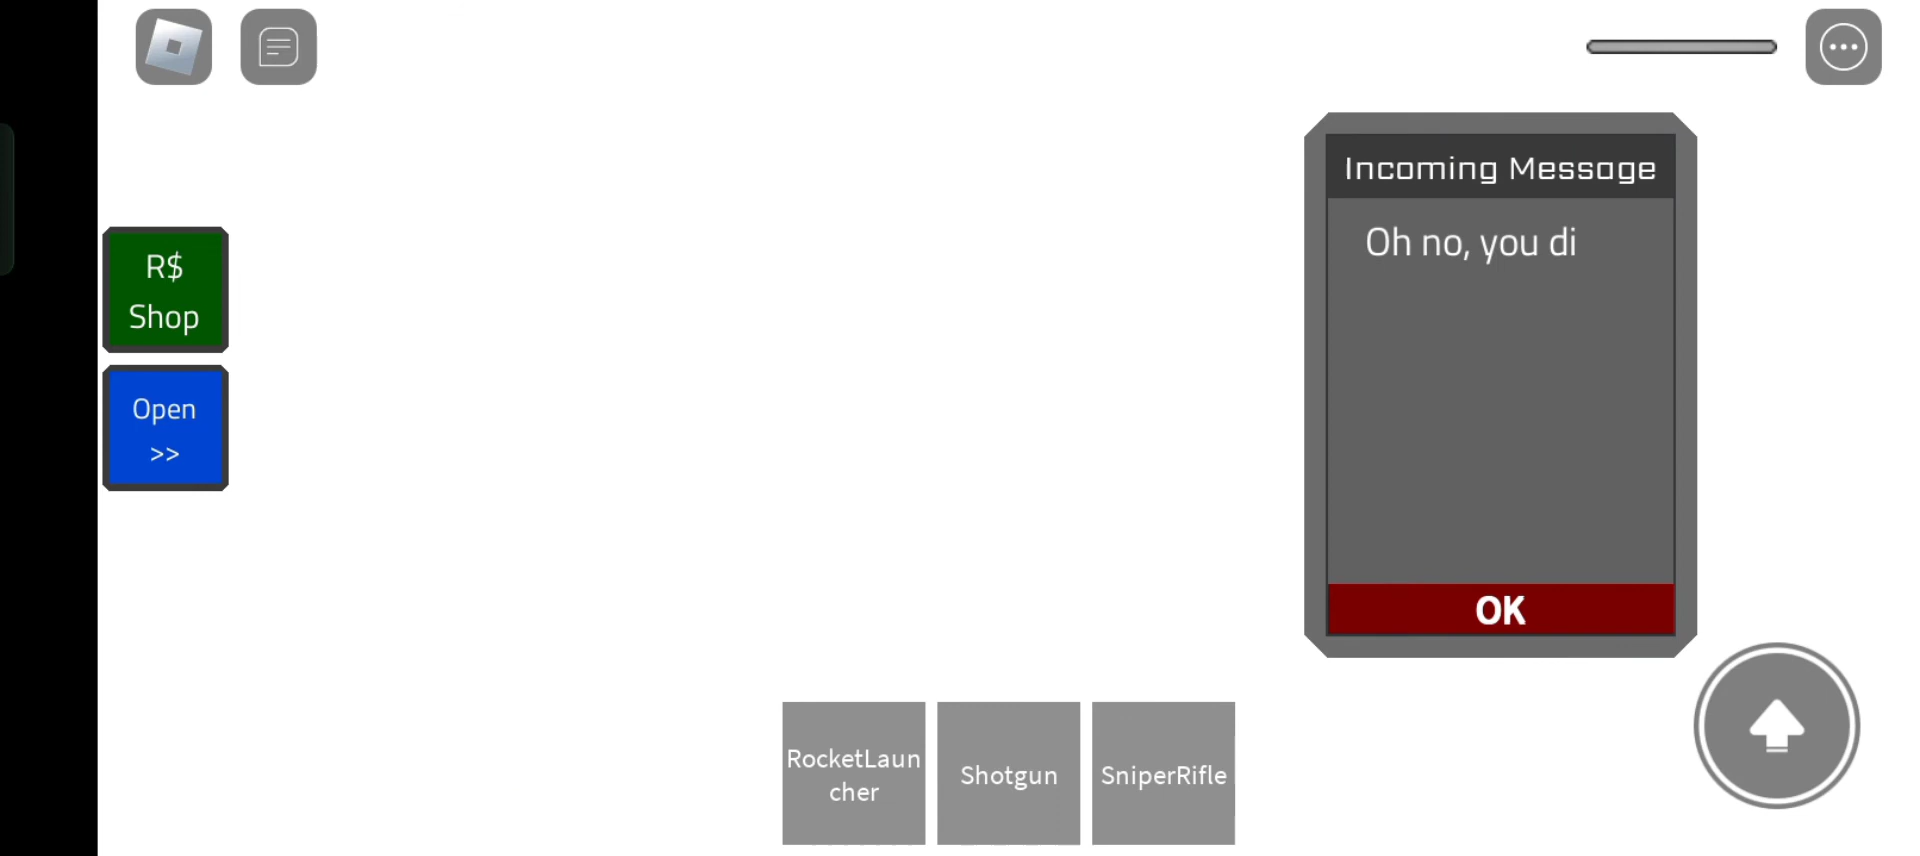 Incoming Message
Oh no, you di
R$
Shop
Open
>>
OK
RocketLaun
cher
Shotgun
SniperRifle